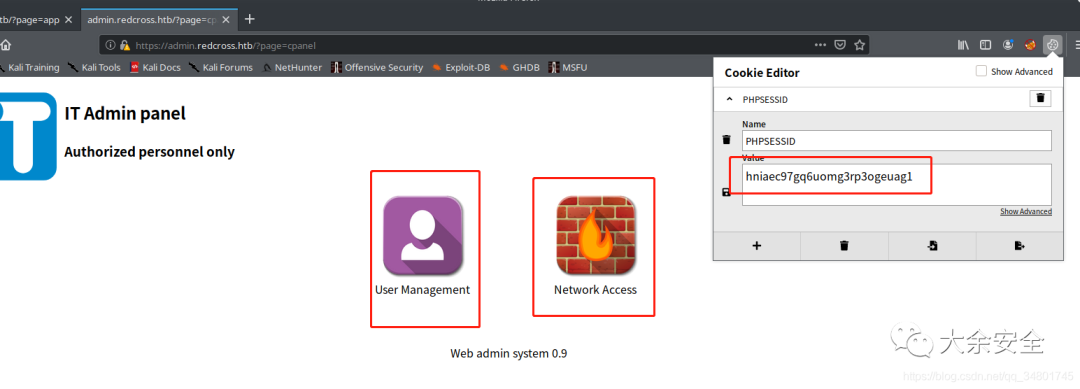 tb/?page=app
admin.redcross.htb/?page=cp
https://admin.redcross.htb/?page=cpanel
Kali Training Kali Tools Kali Docs Kali Forums NetHunter Offensive Security Exploit-DB GHDB MSFU
Cookie Editor Show Advanced
PHPSESSID
Name
PHPSESSID
Value
hniaec97gq6uomg3rp3ogeuag1
Show Advanced
IT Admin panel
Authorized personnel only
User Management
Network Access
Web admin system 0.9
大余安全
https://blog.csdn.net/qq_34801745